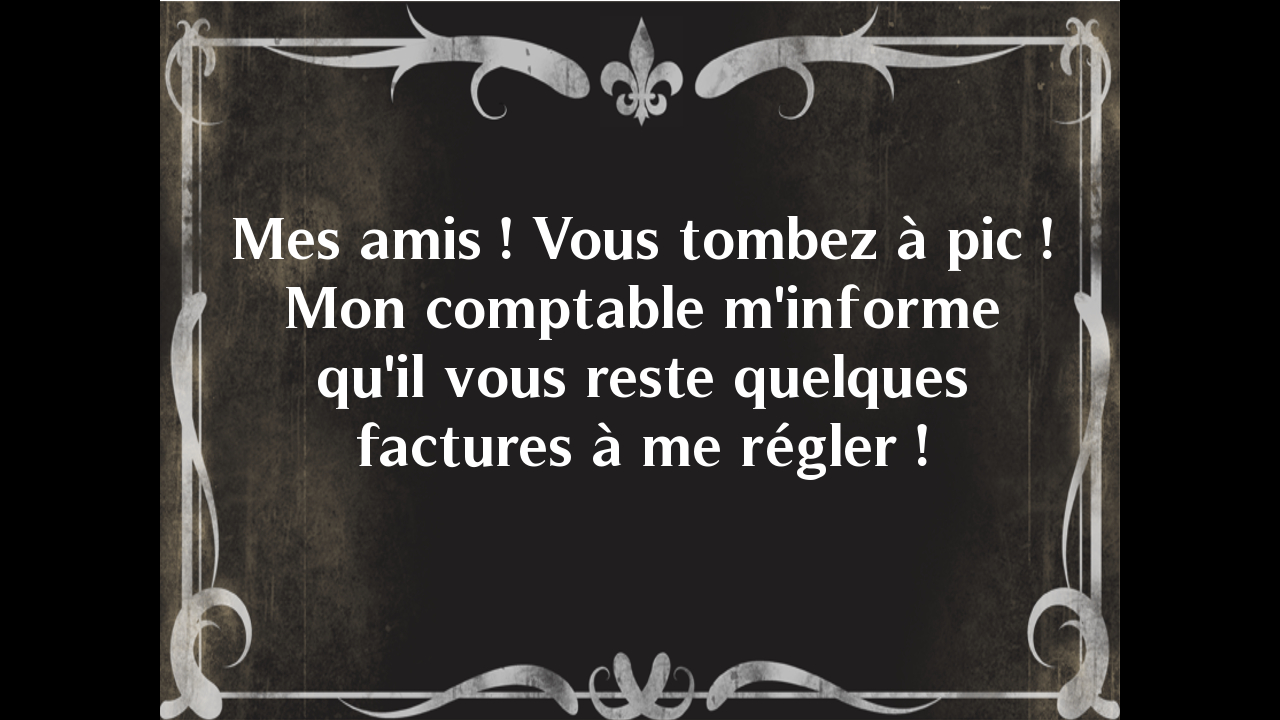 Mes amis ! Vous tombez à pic !
Mon comptable m'informe
qu'il vous reste quelques
factures à me régler !